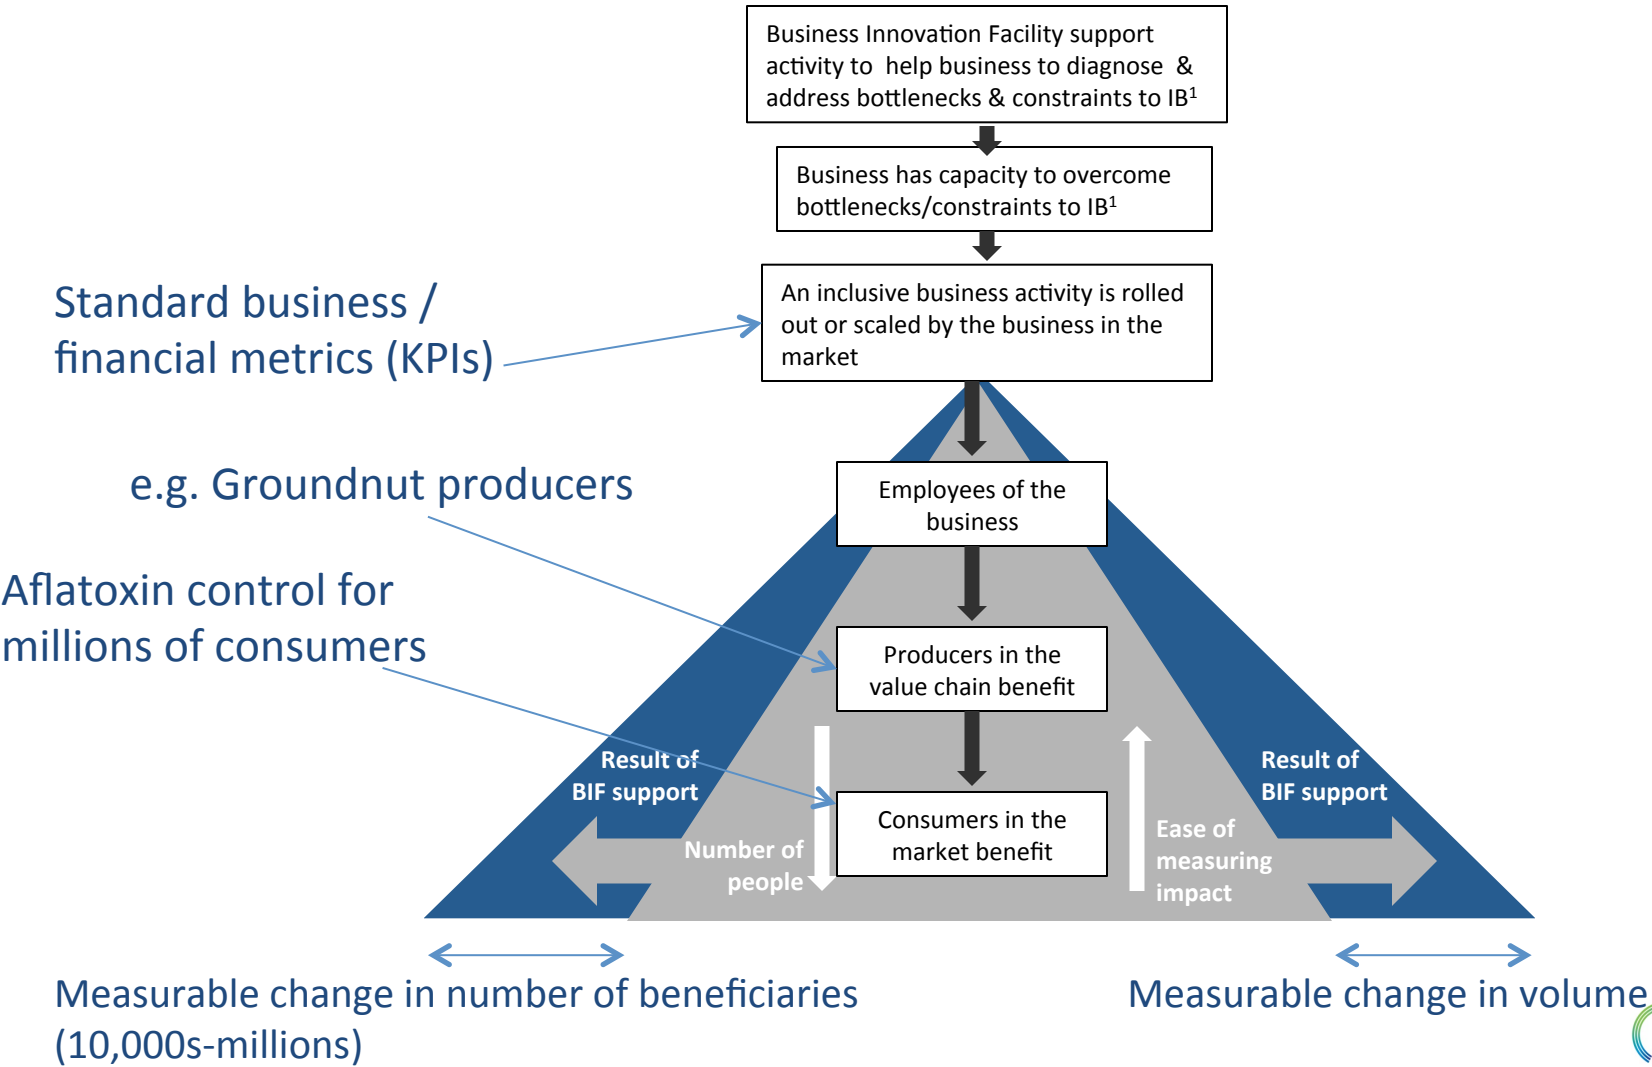 Business Innovation Facility support
activity to help business to diagnose &
address bottlenecks & constraints to IB¹
Business has capacity to overcome
bottlenecks/constraints to IB¹
Standard business /
financial metrics (KPIs)
An inclusive business activity is rolled
out or scaled by the business in the
market
e.g. Groundnut producers
Employees of the
business
Aflatoxin control for
millions of consumers
Producers in the
value chain benefit
Result of
BIF support
Result of
BIF support
Number of
people
Consumers in the
market benefit
Ease of
measuring
impact
Measurable change in number of beneficiaries
(10,000s-millions)
Measurable change in volume